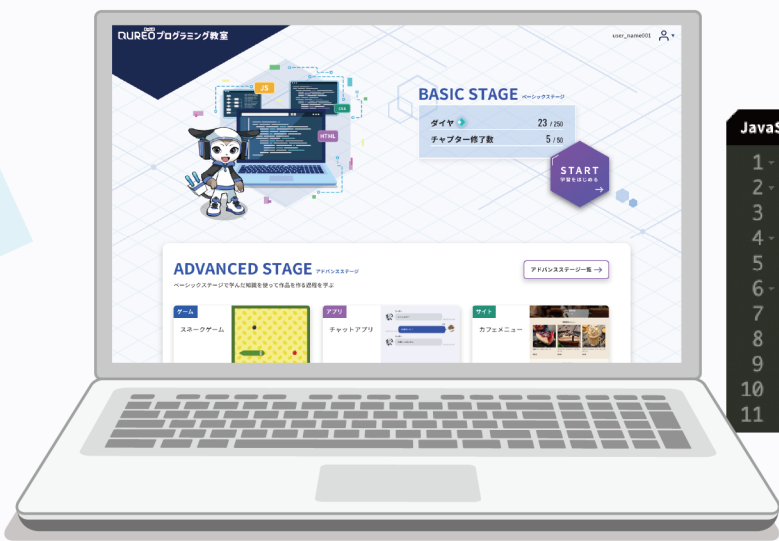 QUREOプログラミング教室
user_name001
JS
CSS
HTML
BASIC STAGE ベーシックステージ
ダイヤ 23 / 250
チャプター修了数 5 / 50
START
学習をはじめる
ADVANCED STAGE アドバンスステージ
アドバンスステージ一覧 →
ベーシックステージで学んだ知識を使って作品を作る過程を学ぶ
ゲーム
スネークゲーム
アプリ
チャットアプリ
サイト
カフェメニュー
JavaS
1
2
3
4
5
6
7
8
9
10
11